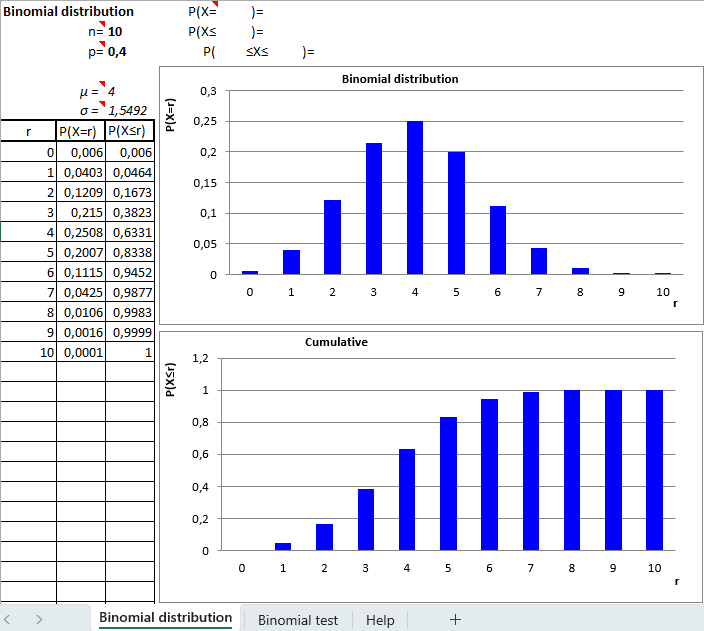 Binomial distribution P(X= )=
n= 10 P(X≤ )=
p= 0,4 P( ≤X≤ )=
μ = 4
σ = 1,5492
r P(X=r) P(X≤r)
0 0,006 0,006
1 0,0403 0,0464
2 0,1209 0,1673
3 0,215 0,3823
4 0,2508 0,6331
5 0,2007 0,8338
6 0,1115 0,9452
7 0,0425 0,9877
8 0,0106 0,9983
9 0,0016 0,9999
10 0,0001 1
Binomial distribution
P(X=r)
0,3
0,25
0,2
0,15
0,1
0,05
0
0 1 2 3 4 5 6 7 8 9 10
r
Cumulative
P(X≤r)
1,2
1
0,8
0,6
0,4
0,2
0
0 1 2 3 4 5 6 7 8 9 10
r
Binomial distribution Binomial test Help +